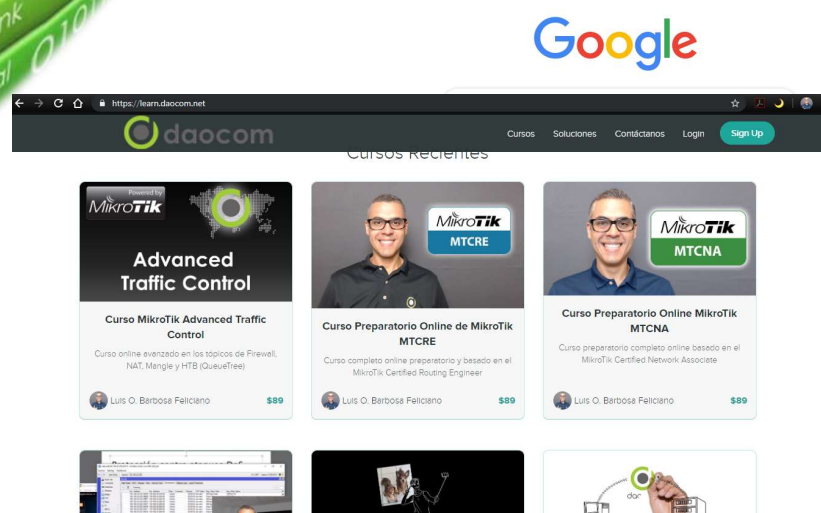 Google
https://learn.daocom.net
daocom
Cursos
Soluciones
Contáctanos
Login
Sign Up
Cursos Recientes
Powered by
MikroTik
Advanced
Traffic Control
MikroTik
MTCRE
MikroTik
MTCNA
Curso MikroTik Advanced Traffic
Control
Curso online avanzado en los tópicos de Firewall,
NAT, Mangle y HTB (QueueTree)
Luis O. Barbosa Feliciano
$89
Curso Preparatorio Online de MikroTik
MTCRE
Curso completo online preparatorio y basado en el
MikroTik Certified Routing Engineer
Luis O. Barbosa Feliciano
$89
Curso Preparatorio Online MikroTik
MTCNA
Curso preparatorio completo online basado en el
MikroTik Certified Network Associate
Luis O. Barbosa Feliciano
$89